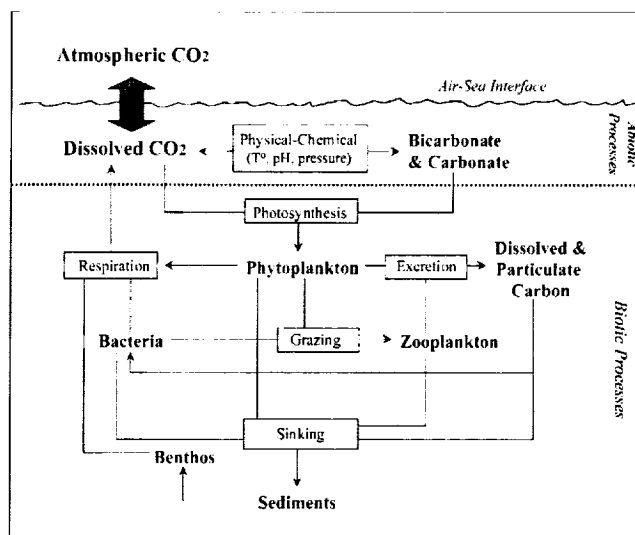 Atmospheric CO2
Air-Sea Interface
Dissolved CO2
Physical-Chemical
(Tº, pH, pressure)
Bicarbonate
& Carbonate
Abiotic
Processes
Photosynthesis
Respiration
Phytoplankton
Excretion
Dissolved &
Particulate
Carbon
Bacteria
Grazing
Zooplankton
Biotic Processes
Sinking
Benthos
Sediments